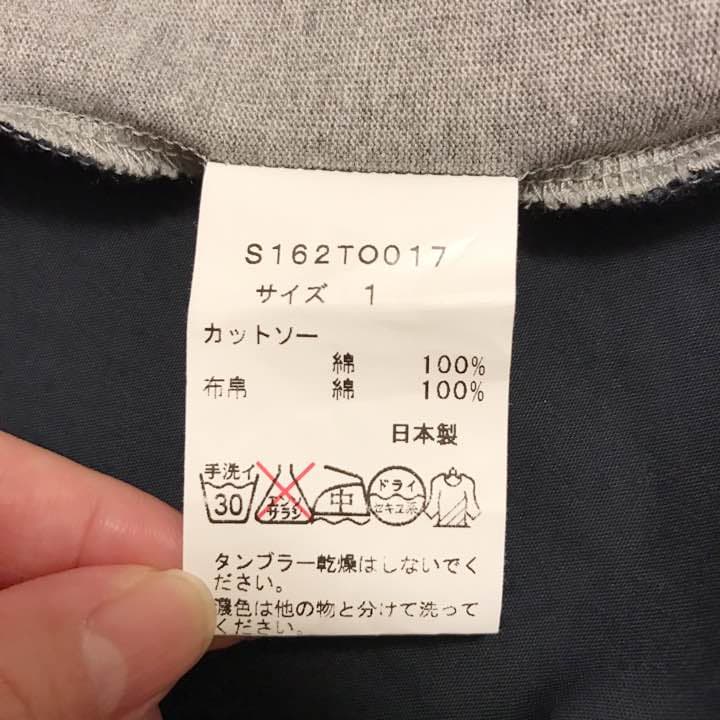 S162TO017
サイズ 1
カットソー
綿 100%
布帛 綿 100%
日本製
手洗イ
30
エンソ
サラシ
中
ドライ
セキユ系
タンブラー乾燥はしないでく
ださい。
濃色は他の物と分けて洗って
ください。